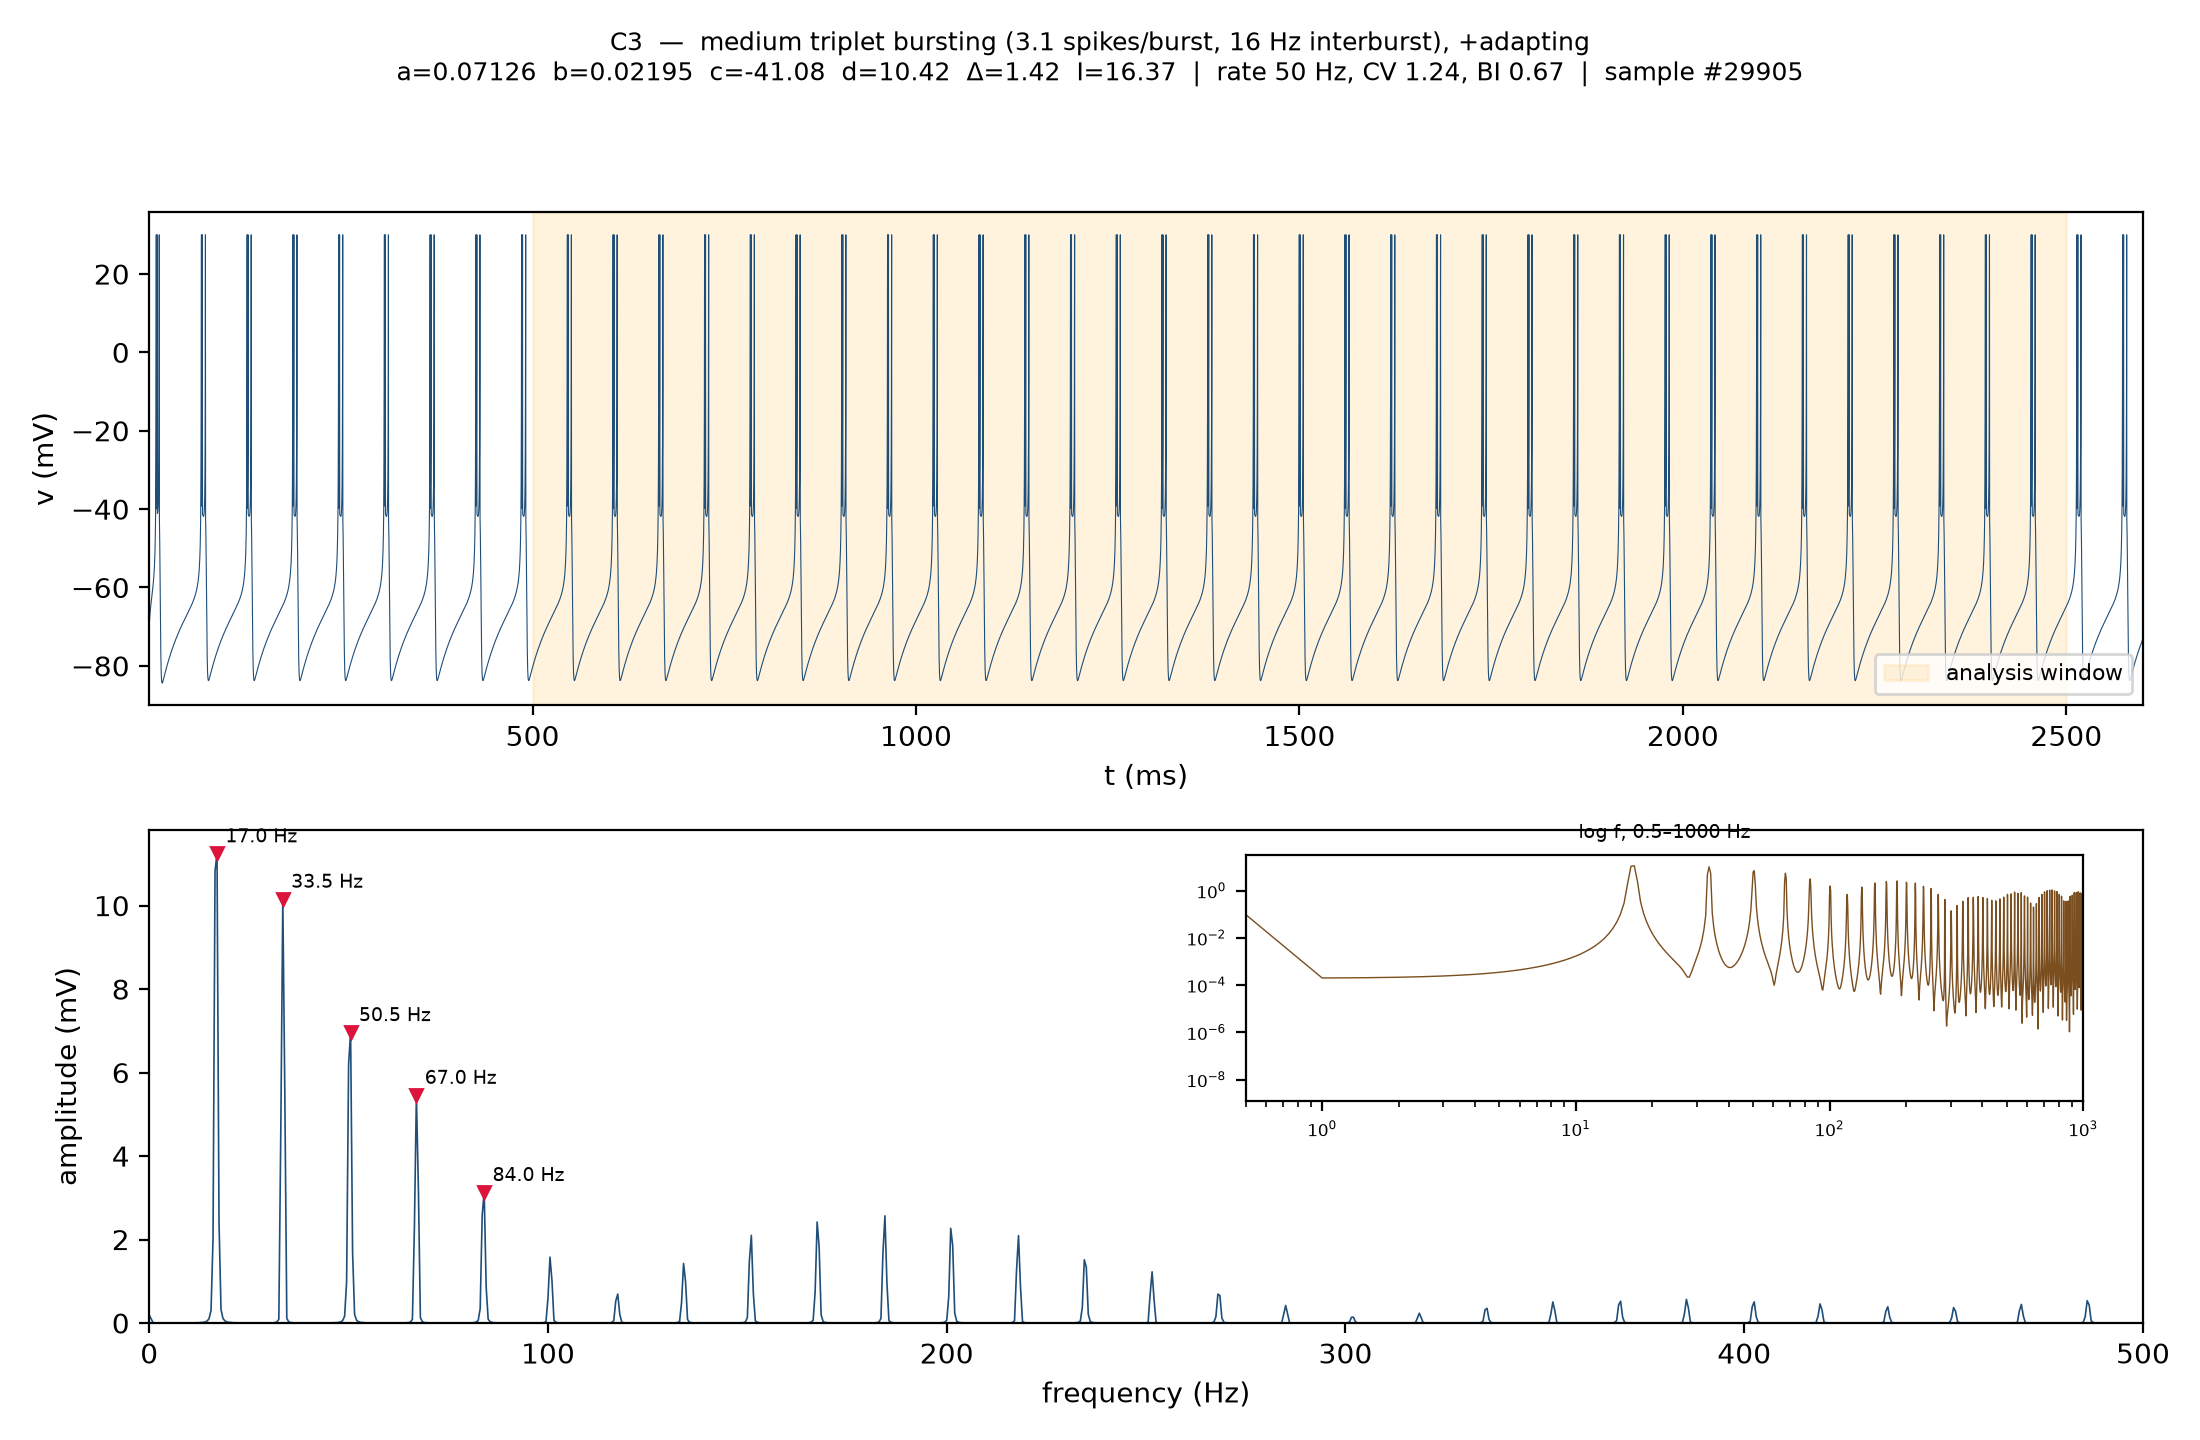 C3 — medium triplet bursting (3.1 spikes/burst, 16 Hz interburst), +adapting
a=0.07126 b=0.02195 c=-41.08 d=10.42 Δ=1.42 I=16.37 | rate 50 Hz, CV 1.24, BI 0.67 | sample #29905
20
0
−20
−40
−60
−80
v (mV)
analysis window
500
1000
1500
2000
2500
t (ms)
17.0 Hz
33.5 Hz
50.5 Hz
67.0 Hz
84.0 Hz
10
8
6
4
2
0
amplitude (mV)
log f, 0.5–1000 Hz
10⁰
10⁻²
10⁻⁴
10⁻⁶
10⁻⁸
10⁰
10¹
10²
10³
0
100
200
300
400
500
frequency (Hz)